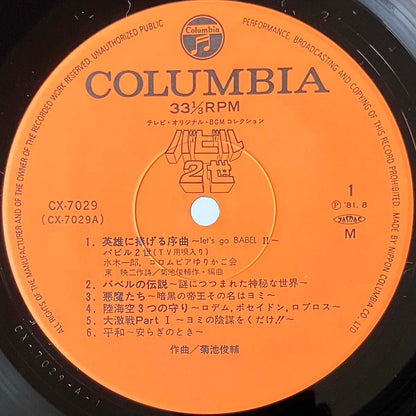 ALL RIGHTS OF THE MANUFACTURER AND OF THE OWNER OF THE RECORDED WORK RESERVED. UNAUTHORIZED PUBLIC PERFORMANCE, BROADCASTING AND COPYING OF THIS RECORD PROHIBITED. MADE BY NIPPON COLUMBIA CO., LTD.
Columbia
COLUMBIA
33⅓RPM
テレビ・オリジナル・BGMコレクション
バビル
2世
CX-7029
(CX-7029A)
1
Ⓟ '81. 8
M
1. 英雄に捧げる序曲〜let's go BABEL II〜
バビル2世(TV用唄入り)
水木一郎、コロムビアゆりかご会
東 映二作詩/菊池俊輔作・編曲
2. バベルの伝説〜謎につつまれた神秘な世界〜
3. 悪魔たち〜暗黒の帝王その名はヨミ〜
4. 陸海空3つの守り〜ロデム,ポセイドン,ロプロス〜
5. 大激戦Part I 〜ヨミの陰謀をくだけ!!〜
6. 平和〜安らぎのとき〜
作曲/菊池俊輔